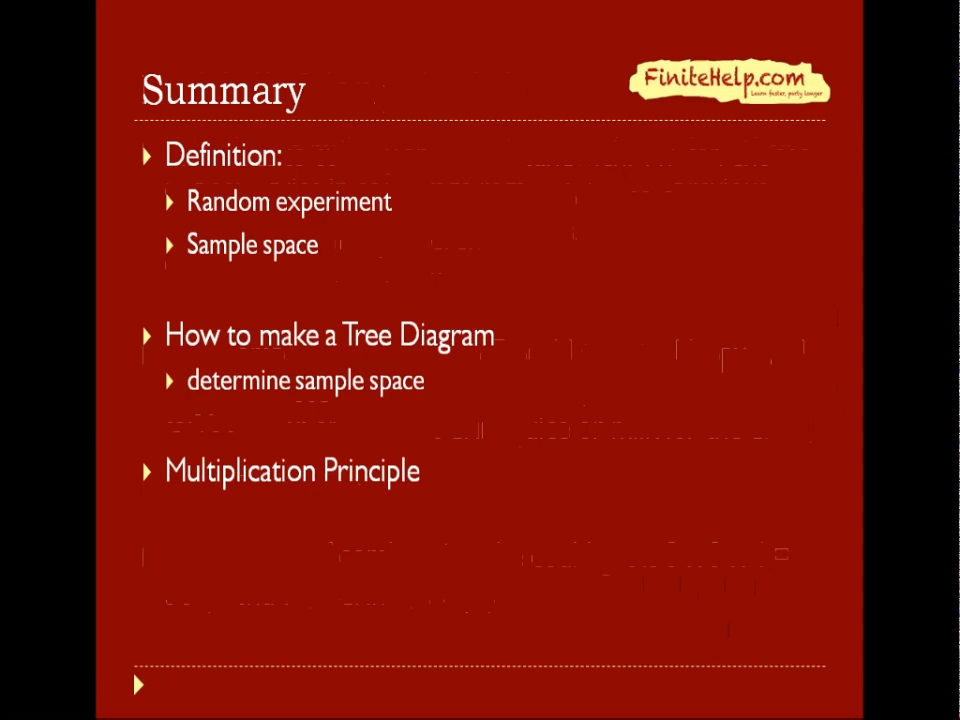 Summary
FiniteHelp.com
Learn faster, party longer
Definition:
Random experiment
Sample space
How to make a Tree Diagram
determine sample space
Multiplication Principle